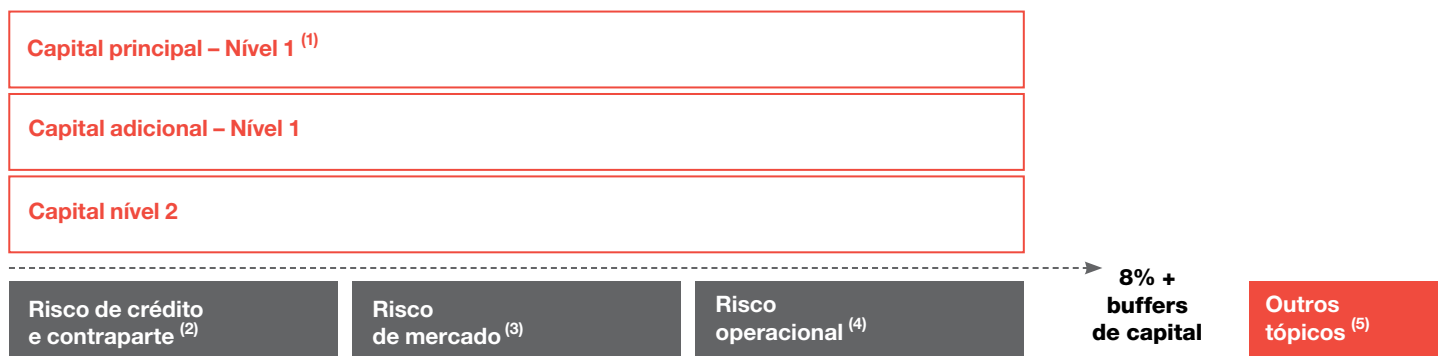 Capital principal – Nível 1 (1)
Capital adicional – Nível 1
Capital nível 2
Risco de crédito
e contraparte (2)
Risco
de mercado (3)
Risco
operacional (4)
8% +
buffers
de capital
Outros
tópicos (5)